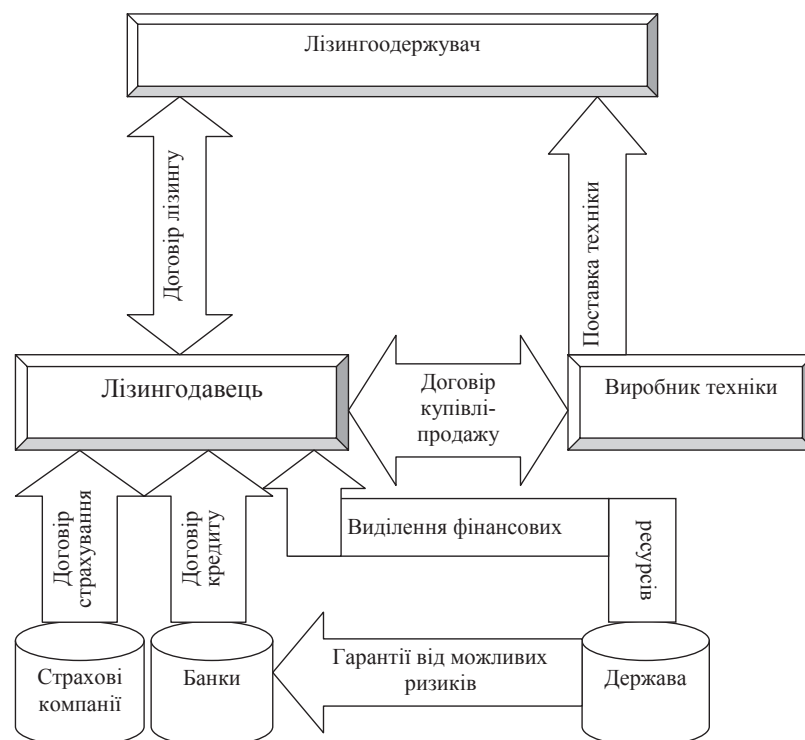 Лізингоодержувач
Договір лізингу
Поставка техніки
Лізингодавець
Договір
купівлі-
продажу
Виробник техніки
Договір
страхування
Договір
кредиту
Виділення фінансових
ресурсів
Страхові
компанії
Банки
Гарантії від можливих
ризиків
Держава